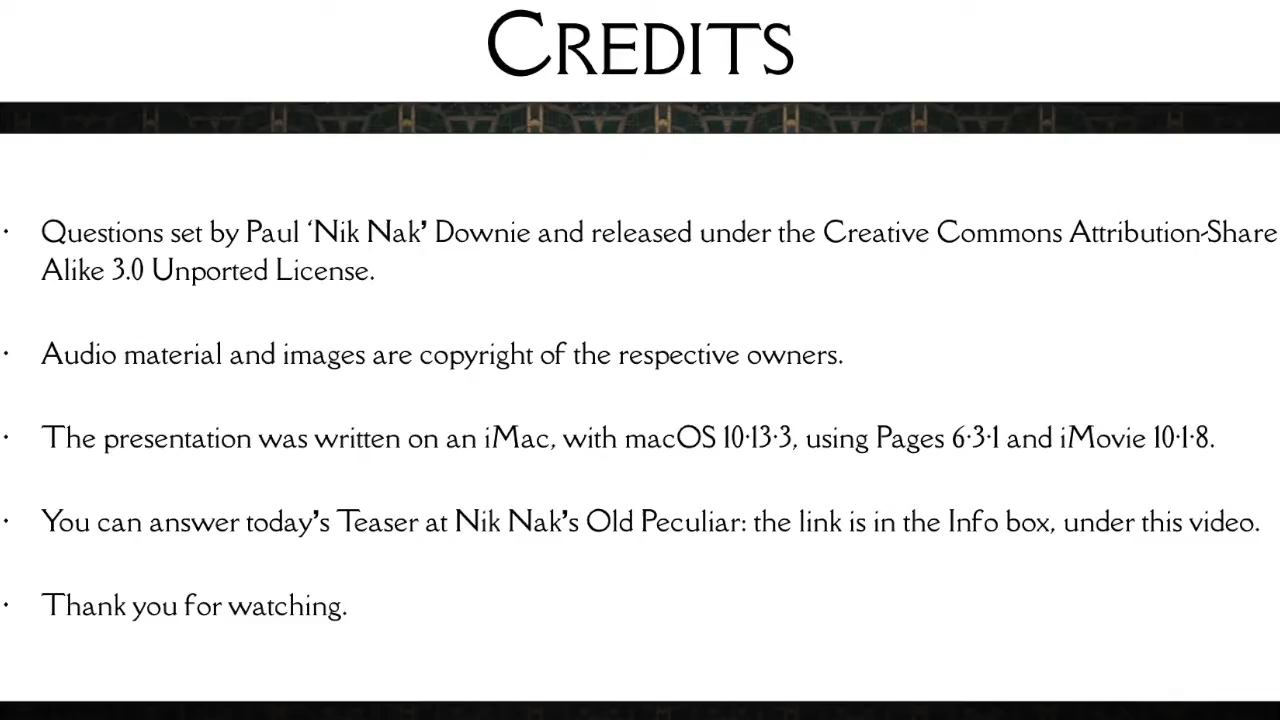 CREDITS
· Questions set by Paul ‘Nik Nak’ Downie and released under the Creative Commons Attribution-Share
Alike 3.0 Unported License.
· Audio material and images are copyright of the respective owners.
· The presentation was written on an iMac, with macOS 10·13·3, using Pages 6·3·1 and iMovie 10·1·8.
· You can answer today’s Teaser at Nik Nak’s Old Peculiar: the link is in the Info box, under this video.
· Thank you for watching.